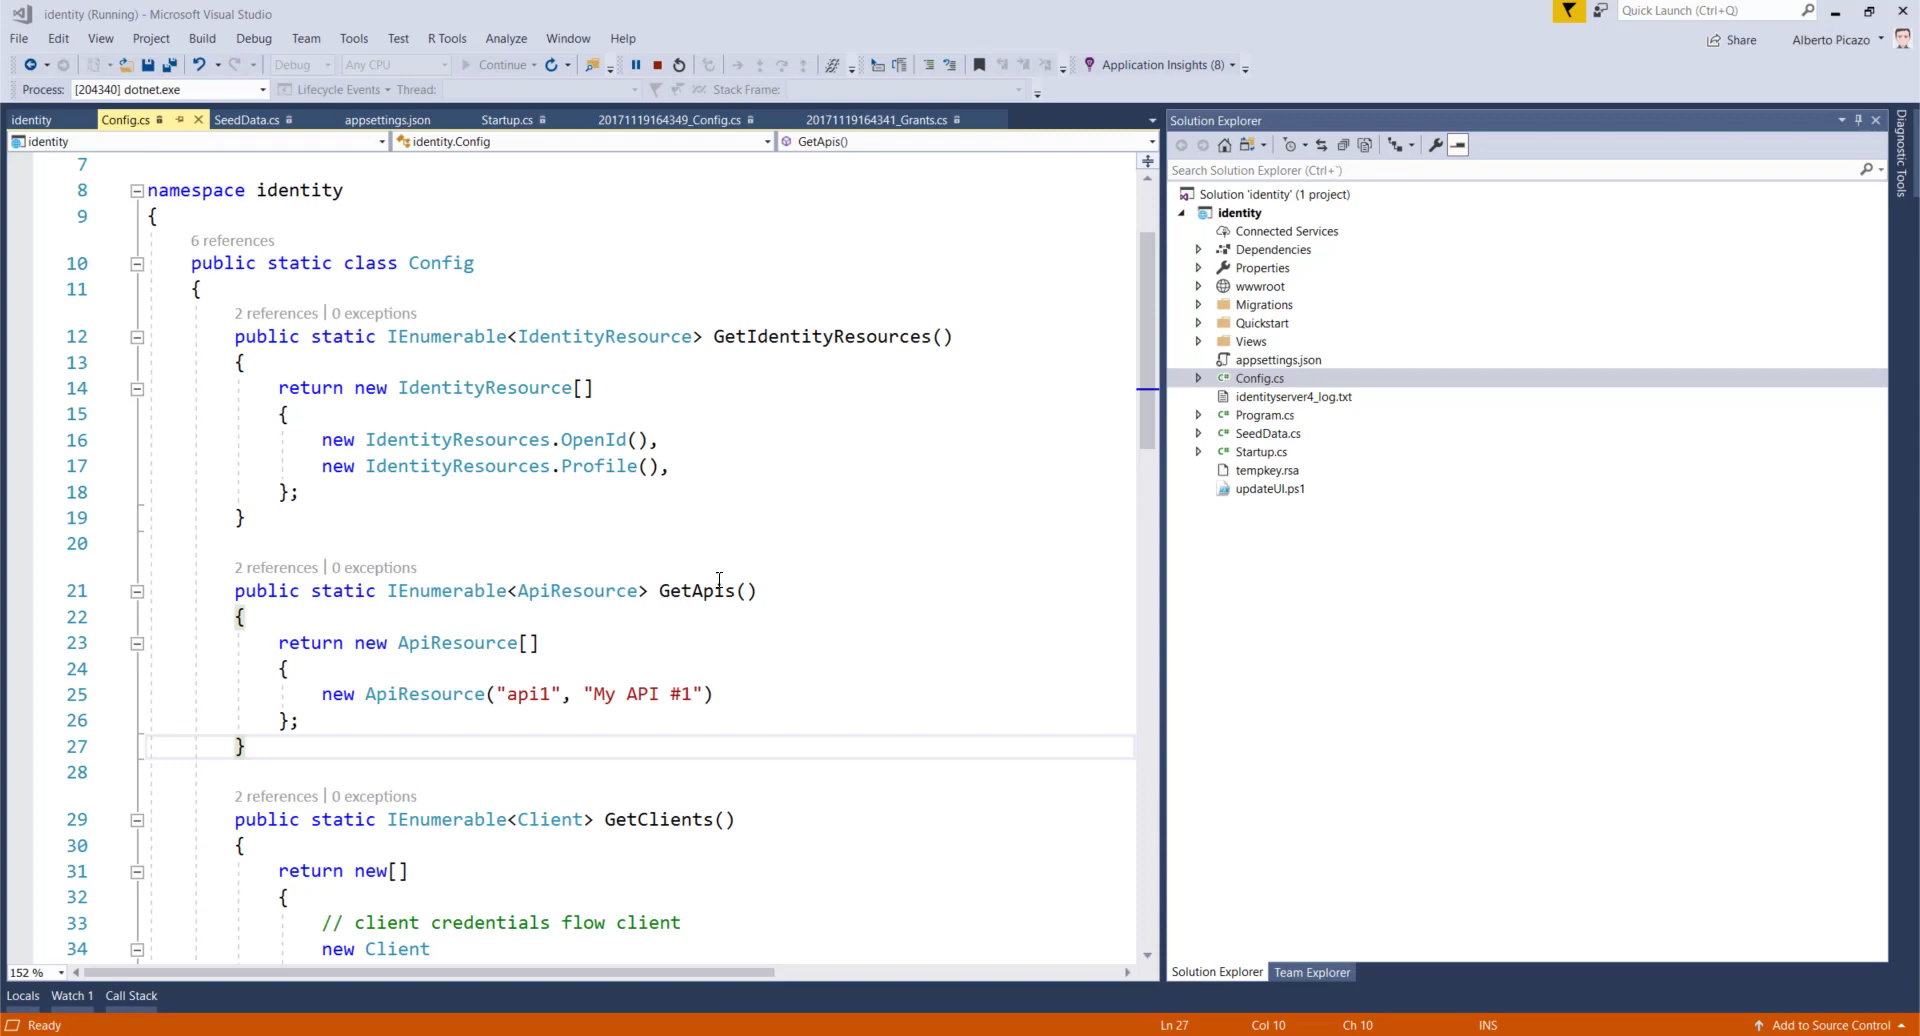 identity (Running) - Microsoft Visual Studio
Quick Launch (Ctrl+Q)
File Edit View Project Build Debug Team Tools Test R Tools Analyze Window Help
Share Alberto Picazo
Debug Any CPU Continue Application Insights (8)
Process: [204340] dotnet.exe Lifecycle Events Thread: Stack Frame:
identity Config.cs SeedData.cs appsettings.json Startup.cs 20171119164349_Config.cs 20171119164341_Grants.cs
identity identity.Config GetApis()
7
8 namespace identity
9 {
6 references
10 public static class Config
11 {
2 references | 0 exceptions
12 public static IEnumerable<IdentityResource> GetIdentityResources()
13 {
14 return new IdentityResource[]
15 {
16 new IdentityResources.OpenId(),
17 new IdentityResources.Profile(),
18 };
19 }
20
2 references | 0 exceptions
21 public static IEnumerable<ApiResource> GetApis()
22 {
23 return new ApiResource[]
24 {
25 new ApiResource("api1", "My API #1")
26 };
27 }
28
2 references | 0 exceptions
29 public static IEnumerable<Client> GetClients()
30 {
31 return new[]
32 {
33 // client credentials flow client
34 new Client
152 %
Solution Explorer
Search Solution Explorer (Ctrl+¨)
Solution 'identity' (1 project)
identity
Connected Services
Dependencies
Properties
wwwroot
Migrations
Quickstart
Views
appsettings.json
Config.cs
identityserver4_log.txt
Program.cs
SeedData.cs
Startup.cs
tempkey.rsa
updateUI.ps1
Solution Explorer Team Explorer
Diagnostic Tools
Locals Watch 1 Call Stack
Ready Ln 27 Col 10 Ch 10 INS Add to Source Control